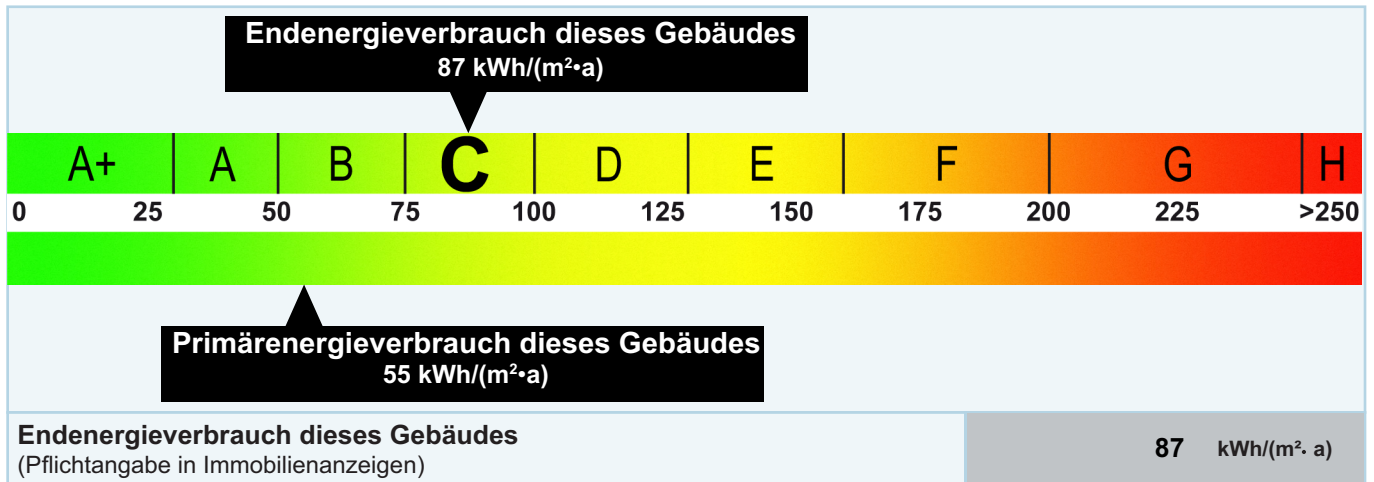 Endenergieverbrauch dieses Gebäudes
87 kWh/(m²•a)
A+ A B C D E F G H
0 25 50 75 100 125 150 175 200 225 >250
Primärenergieverbrauch dieses Gebäudes
55 kWh/(m²•a)
Endenergieverbrauch dieses Gebäudes
(Pflichtangabe in Immobilienanzeigen)
87 kWh/(m²· a)